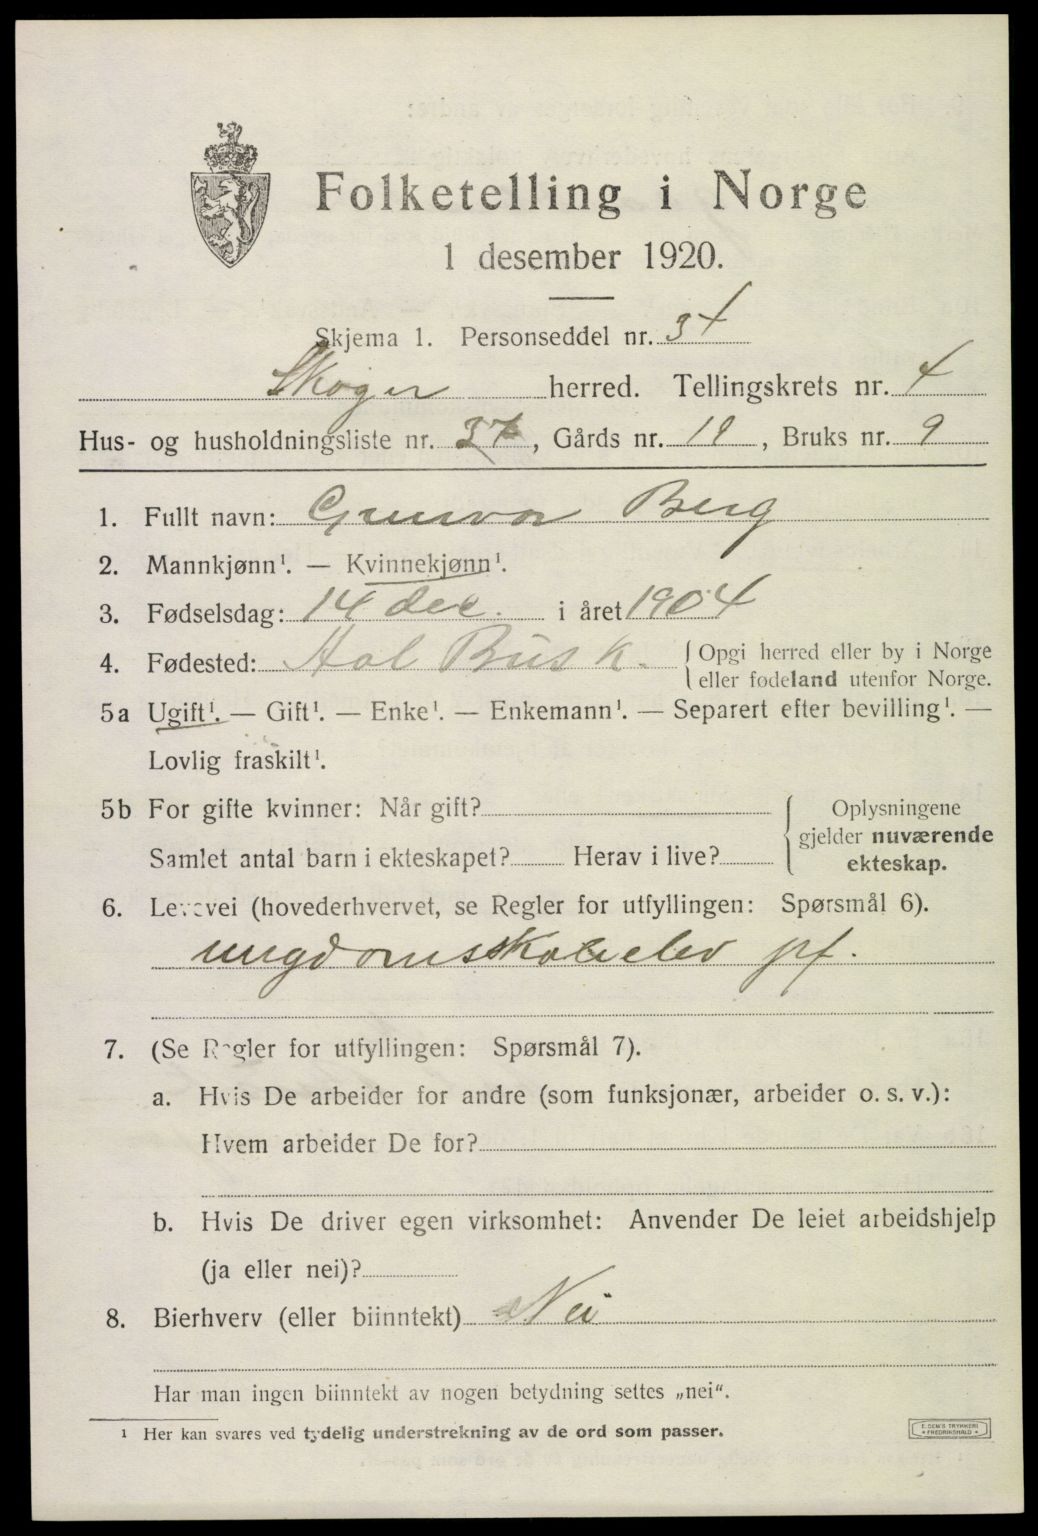 Folketelling i Norge
1 desember 1920.
Skjema 1. Personseddel nr. 34
Skoger herred. Tellingskrets nr. 4
Hus- og husholdningsliste nr. 34, Gårds nr. 19, Bruks nr. 9
1. Fullt navn: Gunvor Berg
2. Mannkjønn¹. — Kvinnekjønn¹.
3. Fødselsdag: 14 dec. i året 1904
4. Fødested: Hol Busk. { Opgi herred eller by i Norge
eller fødeland utenfor Norge.
5a Ugift¹. — Gift¹. — Enke¹. — Enkemann¹. — Separert efter bevilling¹. —
Lovlig fraskilt¹.
5b For gifte kvinner: Når gift?
Samlet antal barn i ekteskapet? Herav i live?
{ Oplysningene
gjelder nuværende
ekteskap.
6. Levevei (hovederhvervet, se Regler for utfyllingen: Spørsmål 6).
ungdomsskoleelev pf.
7. (Se Regler for utfyllingen: Spørsmål 7).
a. Hvis De arbeider for andre (som funksjonær, arbeider o. s. v.):
Hvem arbeider De for?
b. Hvis De driver egen virksomhet: Anvender De leiet arbeidshjelp
(ja eller nei)?
8. Bierhverv (eller biinntekt) Nei
Har man ingen biinntekt av nogen betydning settes „nei".
¹ Her kan svares ved tydelig understrekning av de ord som passer.
E. SEM'S TRYKKERI
FREDRIKSHALD